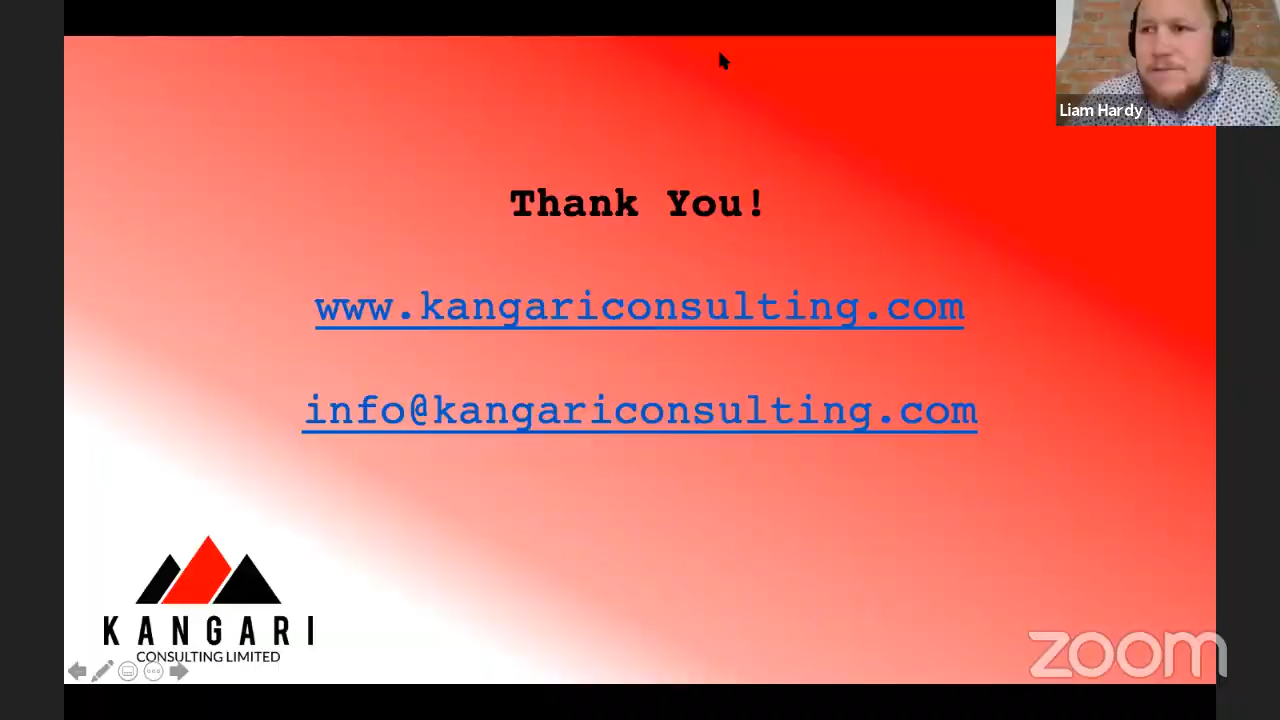 Liam Hardy
Thank You!
www.kangariconsulting.com
info@kangariconsulting.com
KANGARI
CONSULTING LIMITED
zoom